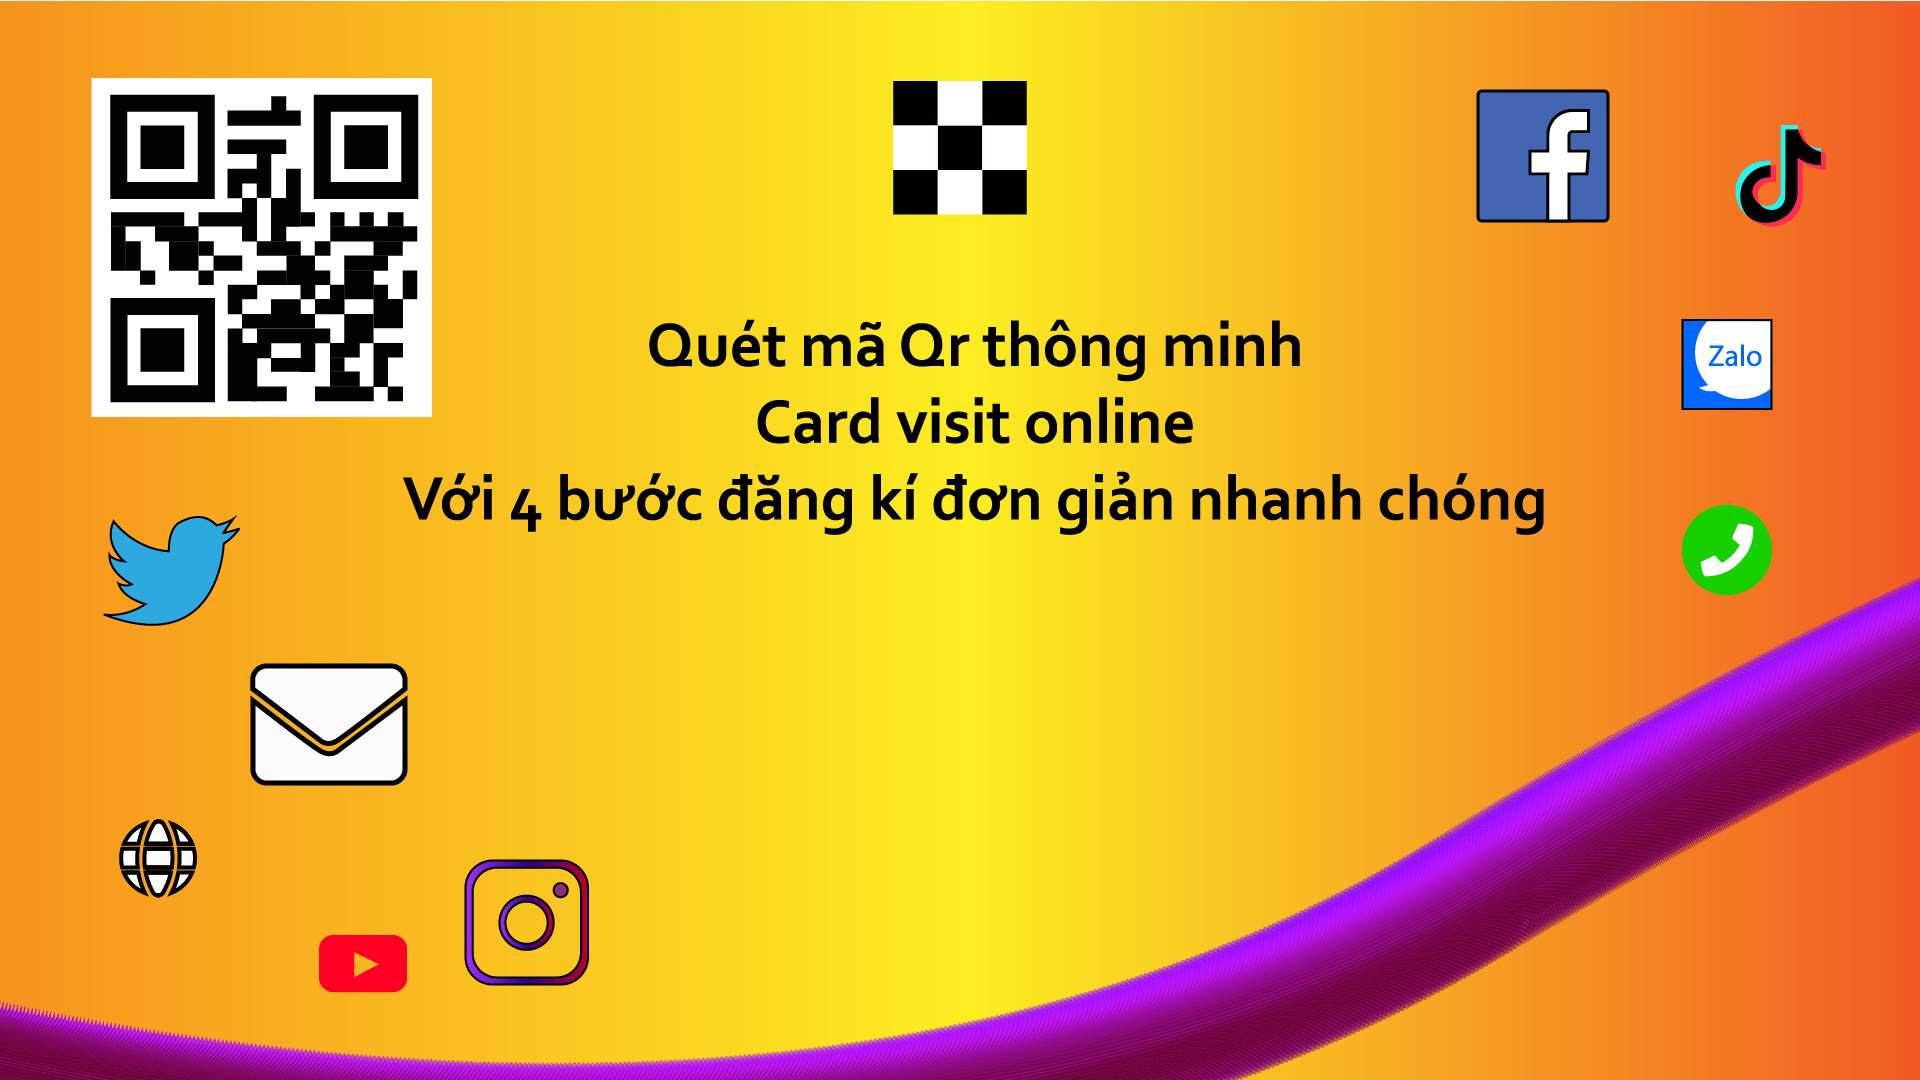 Quét mã Qr thông minh
Card visit online
Với 4 bước đăng kí đơn giản nhanh chóng
Zalo